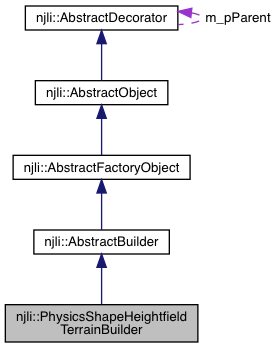 njli::AbstractDecorator
m_pParent
njli::AbstractObject
njli::AbstractFactoryObject
njli::AbstractBuilder
njli::PhysicsShapeHeightfield
TerrainBuilder